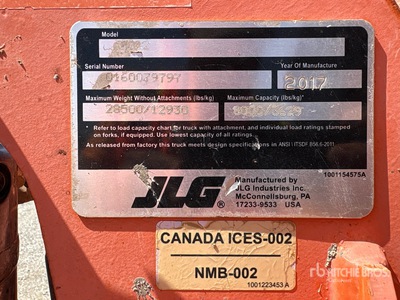 Model
Serial Number
Year Of Manufacture
0160079797
2017
Maximum Weight Without Attachments (lbs/kg)
Maximum Capacity (lbs/kg)*
28500/12930
* Refer to load capacity chart for truck with attachment, and individual load ratings stamped
on forks, if equipped. Use lowest capacity of all ratings.
As released from factory this truck meets design specifications in ANSI / ITSDF B56.6-2011.
1001154575A
JLG®
Manufactured by
JLG Industries Inc.
McConnellsburg, PA
17233-9533 USA
CANADA ICES-002
NMB-002
1001223453 A
rb RITCHIE BROS